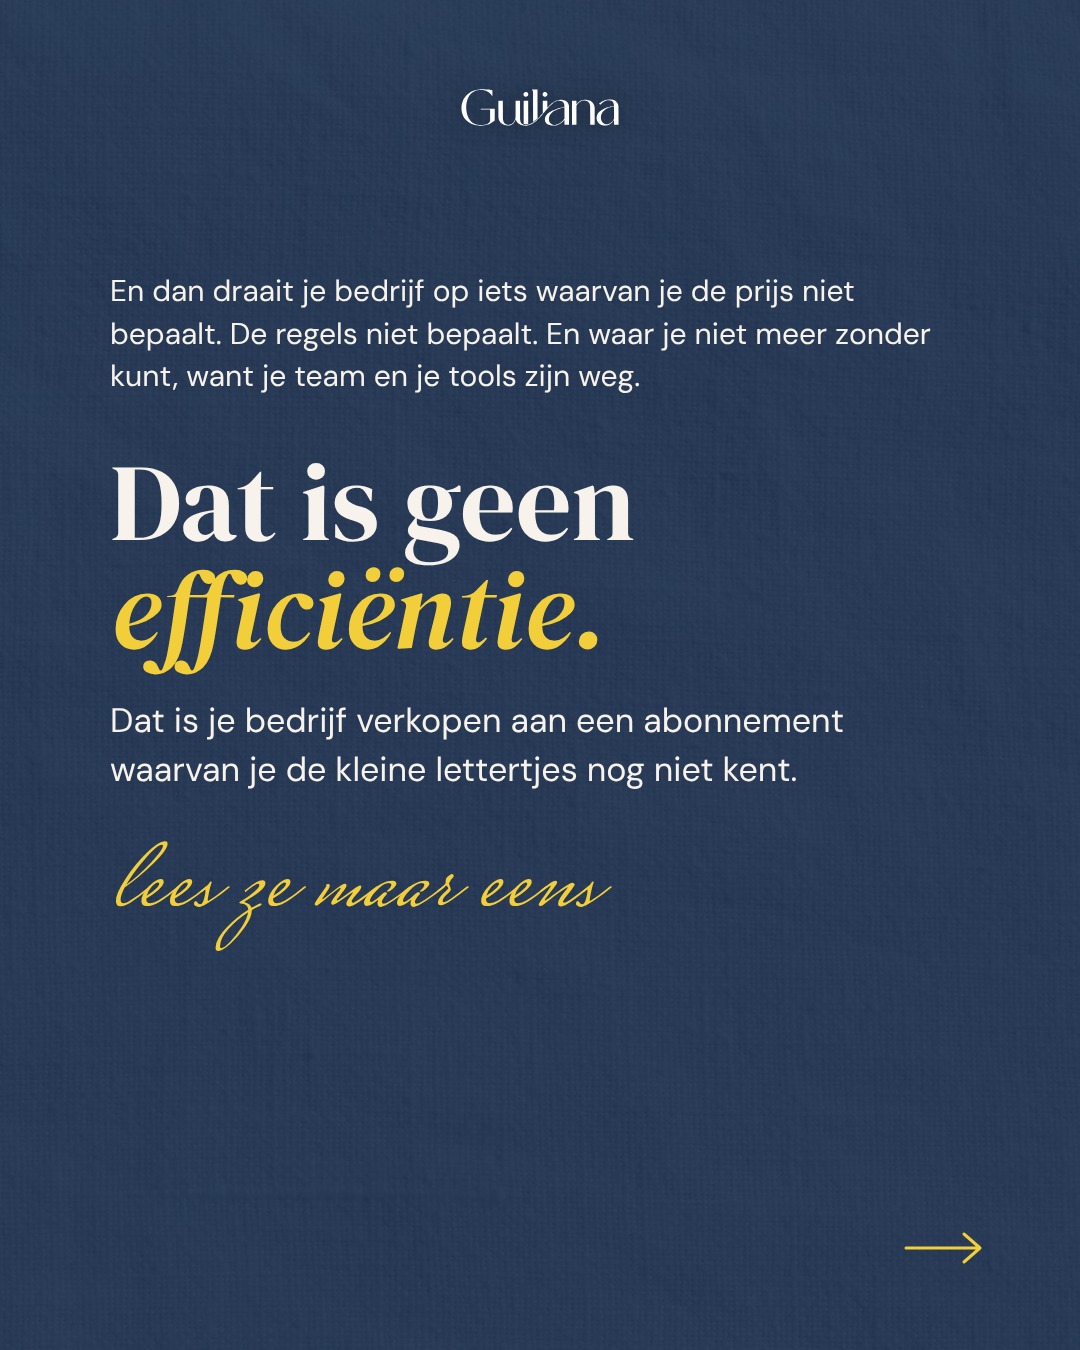 Guiliana
En dan draait je bedrijf op iets waarvan je de prijs niet
bepaalt. De regels niet bepaalt. En waar je niet meer zonder
kunt, want je team en je tools zijn weg.
Dat is geen
efficiëntie.
Dat is je bedrijf verkopen aan een abonnement
waarvan je de kleine lettertjes nog niet kent.
lees ze maar eens